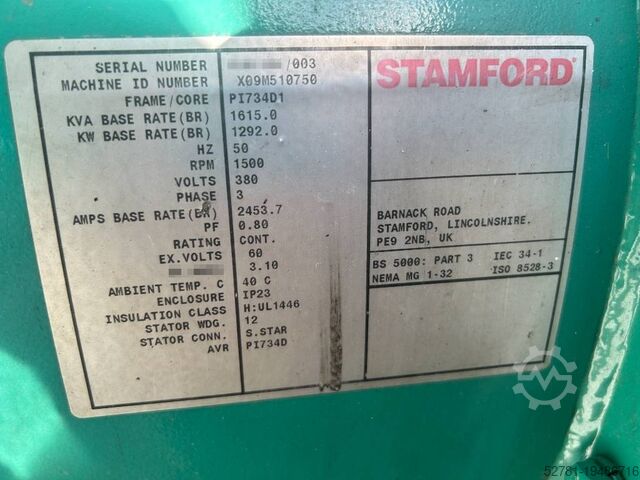 SERIAL NUMBER /003
MACHINE ID NUMBER X09M510750
FRAME/CORE PI734D1
KVA BASE RATE(BR) 1615.0
KW BASE RATE(BR) 1292.0
HZ 50
RPM 1500
VOLTS 380
PHASE 3
AMPS BASE RATE 2453.7
PF 0.80
RATING CONT.
EX.VOLTS 60
3.10
AMBIENT TEMP. C 40 C
ENCLOSURE IP23
INSULATION CLASS H:UL1446
STATOR WDG. 12
STATOR CONN. S.STAR
AVR PI734D
STAMFORD
BARNACK ROAD
STAMFORD, LINCOLNSHIRE.
PE9 2NB, UK
BS 5000: PART 3 IEC 34-1
NEMA MG 1-32 ISO 8528-3
52781-19486716